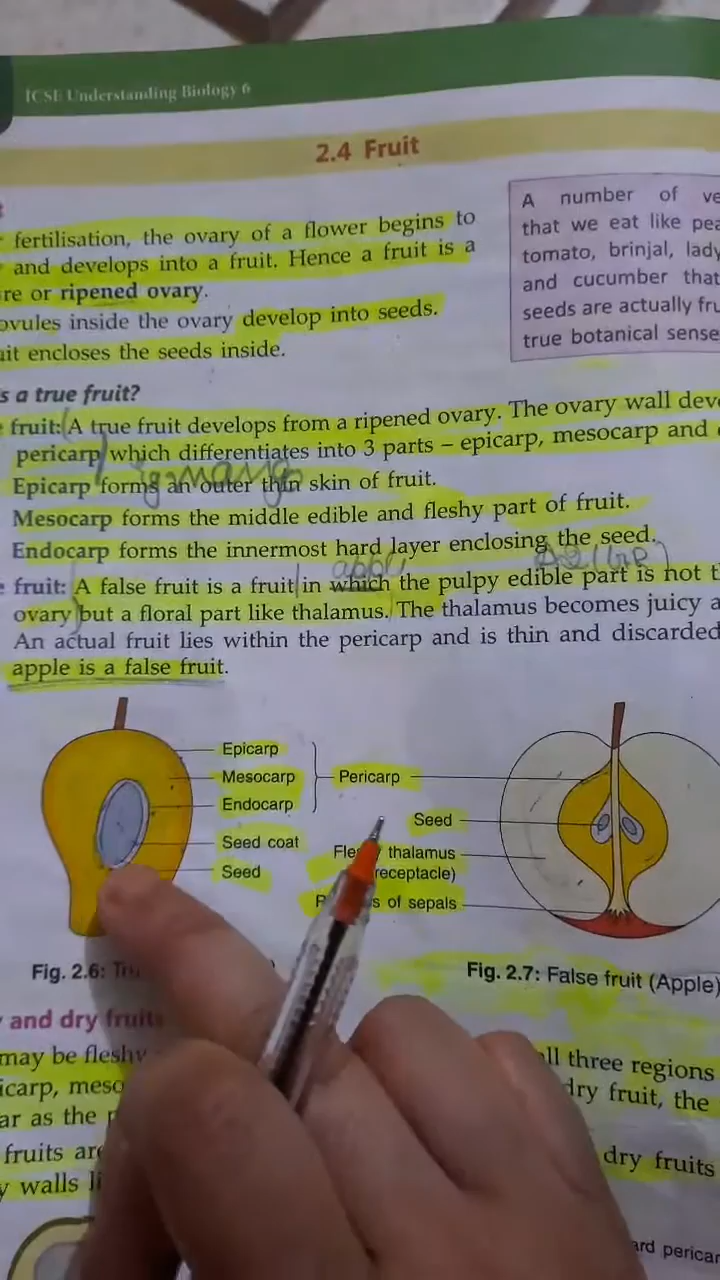 ICSE Understanding Biology 6
2.4 Fruit
fertilisation, the ovary of a flower begins to
and develops into a fruit. Hence a fruit is a
re or ripened ovary.
ovules inside the ovary develop into seeds.
uit encloses the seeds inside.
A number of ve
that we eat like pea
tomato, brinjal, lady
and cucumber that
seeds are actually fru
true botanical sense
s a true fruit?
fruit: A true fruit develops from a ripened ovary. The ovary wall deve
pericarp which differentiates into 3 parts – epicarp, mesocarp and
Epicarp forms an outer thin skin of fruit.
Mesocarp forms the middle edible and fleshy part of fruit.
Endocarp forms the innermost hard layer enclosing the seed.
fruit: A false fruit is a fruit in which the pulpy edible part is not t
ovary but a floral part like thalamus. The thalamus becomes juicy a
An actual fruit lies within the pericarp and is thin and discarded
apple is a false fruit.
Epicarp
Mesocarp
Endocarp
Seed coat
Seed
Pericarp
Seed
thalamus
receptacle)
s of sepals
Fig. 2.6:
Fig. 2.7: False fruit (Apple)
and dry fruits
may be fleshy
ll three regions
icarp, meso
dry fruit, the
ar as the
fruits are
dry fruits
walls
ard pericar